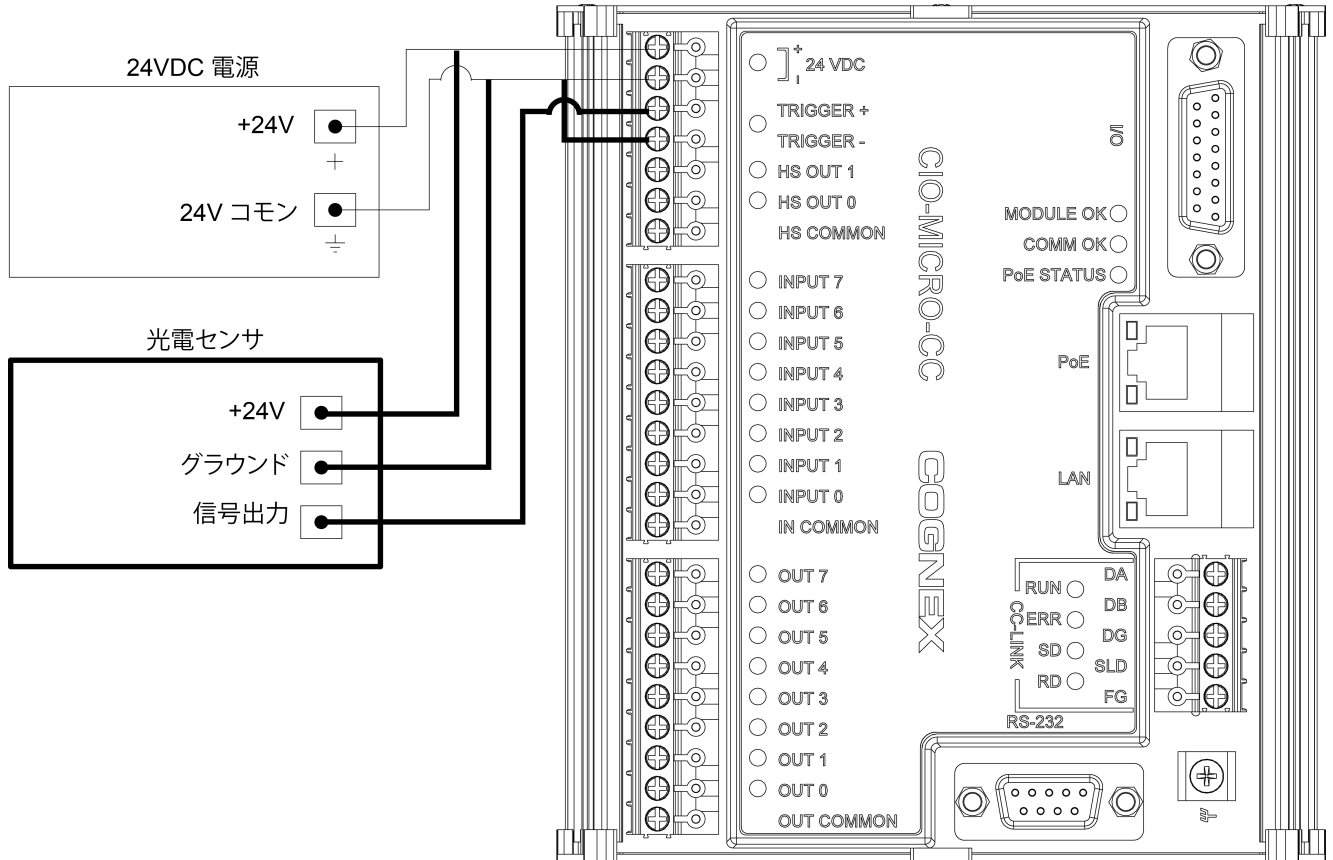 24VDC 電源
+24V
+
24V コモン
光電センサ
+24V
グラウンド
信号出力
+
-
24 VDC
TRIGGER +
TRIGGER -
HS OUT 1
HS OUT 0
HS COMMON
INPUT 7
INPUT 6
INPUT 5
INPUT 4
INPUT 3
INPUT 2
INPUT 1
INPUT 0
IN COMMON
OUT 7
OUT 6
OUT 5
OUT 4
OUT 3
OUT 2
OUT 1
OUT 0
OUT COMMON
CIO-MICRO-CC
COGNEX
I/O
MODULE OK
COMM OK
PoE STATUS
PoE
LAN
CC-LINK
RUN
ERR
SD
RD
DA
DB
DG
SLD
FG
RS-232